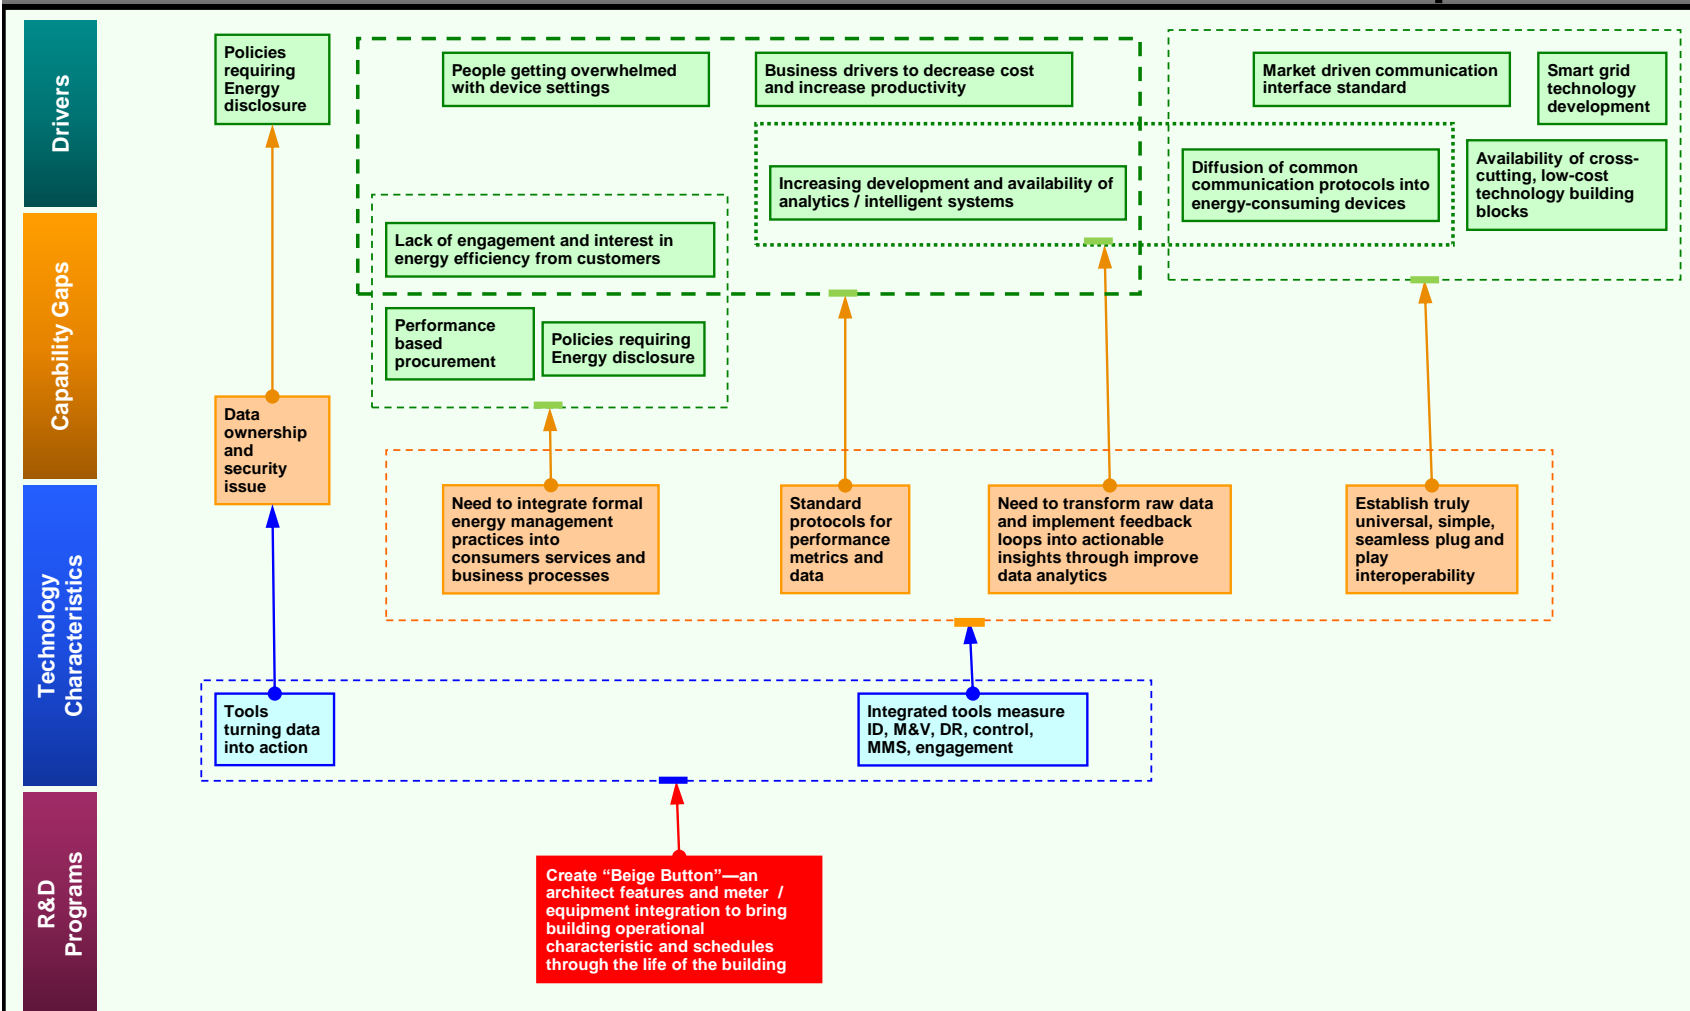 Drivers
Capability Gaps
Technology
Characteristics
R&D
Programs
Policies
requiring
Energy
disclosure
People getting overwhelmed
with device settings
Business drivers to decrease cost
and increase productivity
Market driven communication
interface standard
Smart grid
technology
development
Increasing development and availability of
analytics / intelligent systems
Diffusion of common
communication protocols into
energy-consuming devices
Availability of cross-
cutting, low-cost
technology building
blocks
Lack of engagement and interest in
energy efficiency from customers
Performance
based
procurement
Policies requiring
Energy disclosure
Data
ownership
and
security
issue
Need to integrate formal
energy management
practices into
consumers services and
business processes
Standard
protocols for
performance
metrics and
data
Need to transform raw data
and implement feedback
loops into actionable
insights through improve
data analytics
Establish truly
universal, simple,
seamless plug and
play
interoperability
Tools
turning data
into action
Integrated tools measure
ID, M&V, DR, control,
MMS, engagement
Create “Beige Button”—an
architect features and meter /
equipment integration to bring
building operational
characteristic and schedules
through the life of the building